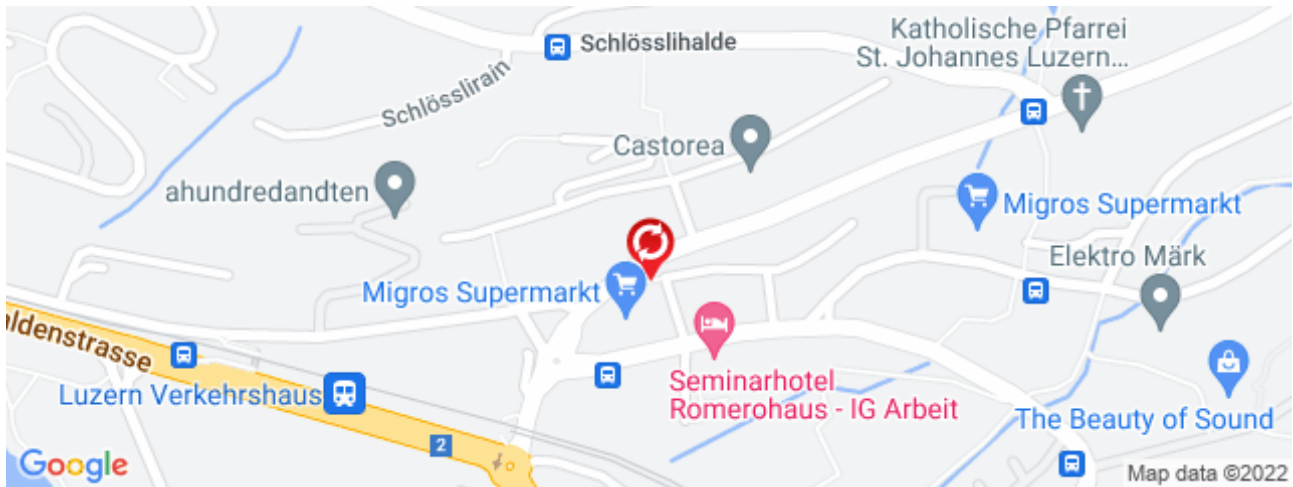 Katholische Pfarrei
St. Johannes Luzern...
Schlösslihalde
Schlösslirain
Castorea
ahundredandten
Migros Supermarkt
Elektro Märk
Migros Supermarkt
ldenstrasse
Luzern Verkehrshaus
Seminarhotel
Romerohaus - IG Arbeit
The Beauty of Sound
2
Google
Map data ©2022